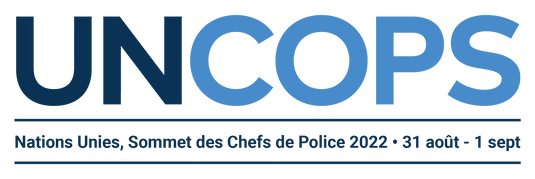 UNCOPS
Nations Unies, Sommet des Chefs de Police 2022 • 31 août - 1 sept